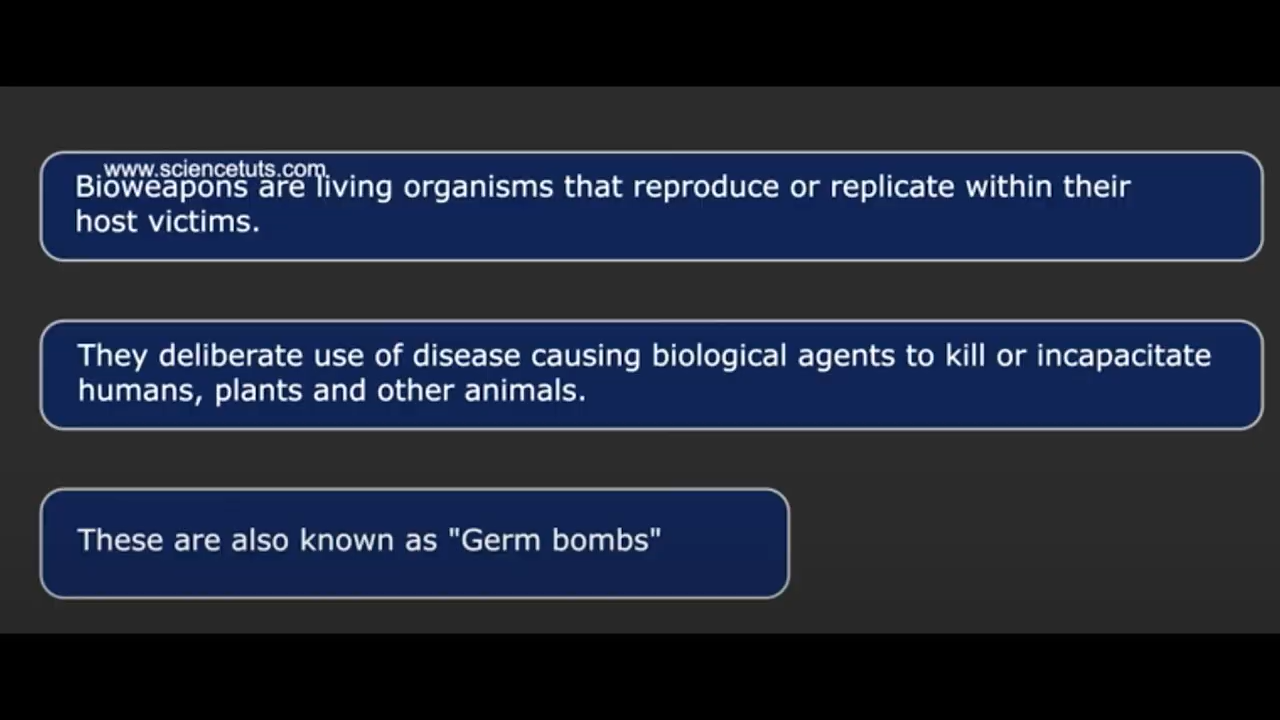 www.sciencetuts.com
Bioweapons are living organisms that reproduce or replicate within their
host victims.
They deliberate use of disease causing biological agents to kill or incapacitate
humans, plants and other animals.
These are also known as "Germ bombs"